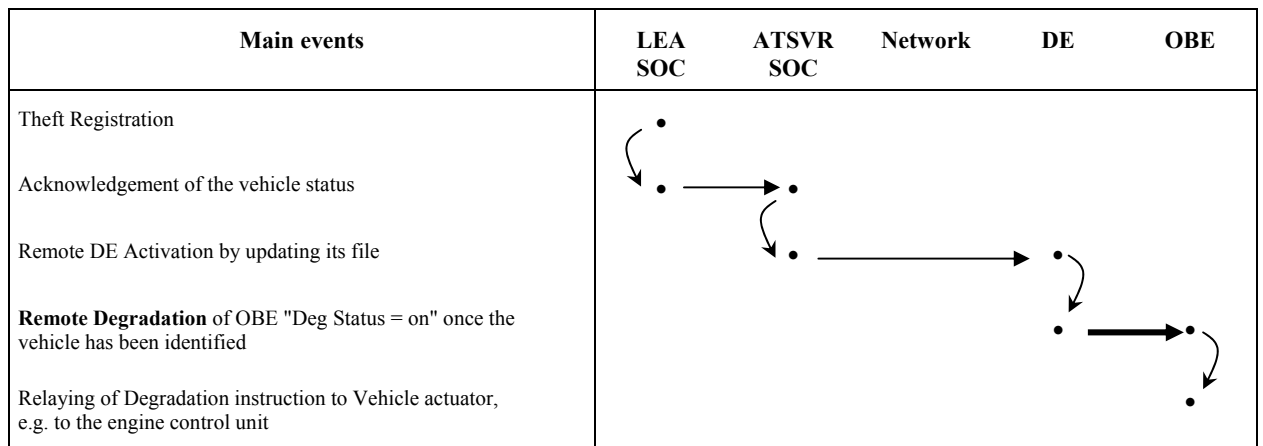 Main events
LEA
SOC
ATSVR
SOC
Network
DE
OBE
Theft Registration
Acknowledgement of the vehicle status
Remote DE Activation by updating its file
Remote Degradation of OBE "Deg Status = on" once the
vehicle has been identified
Relaying of Degradation instruction to Vehicle actuator,
e.g. to the engine control unit